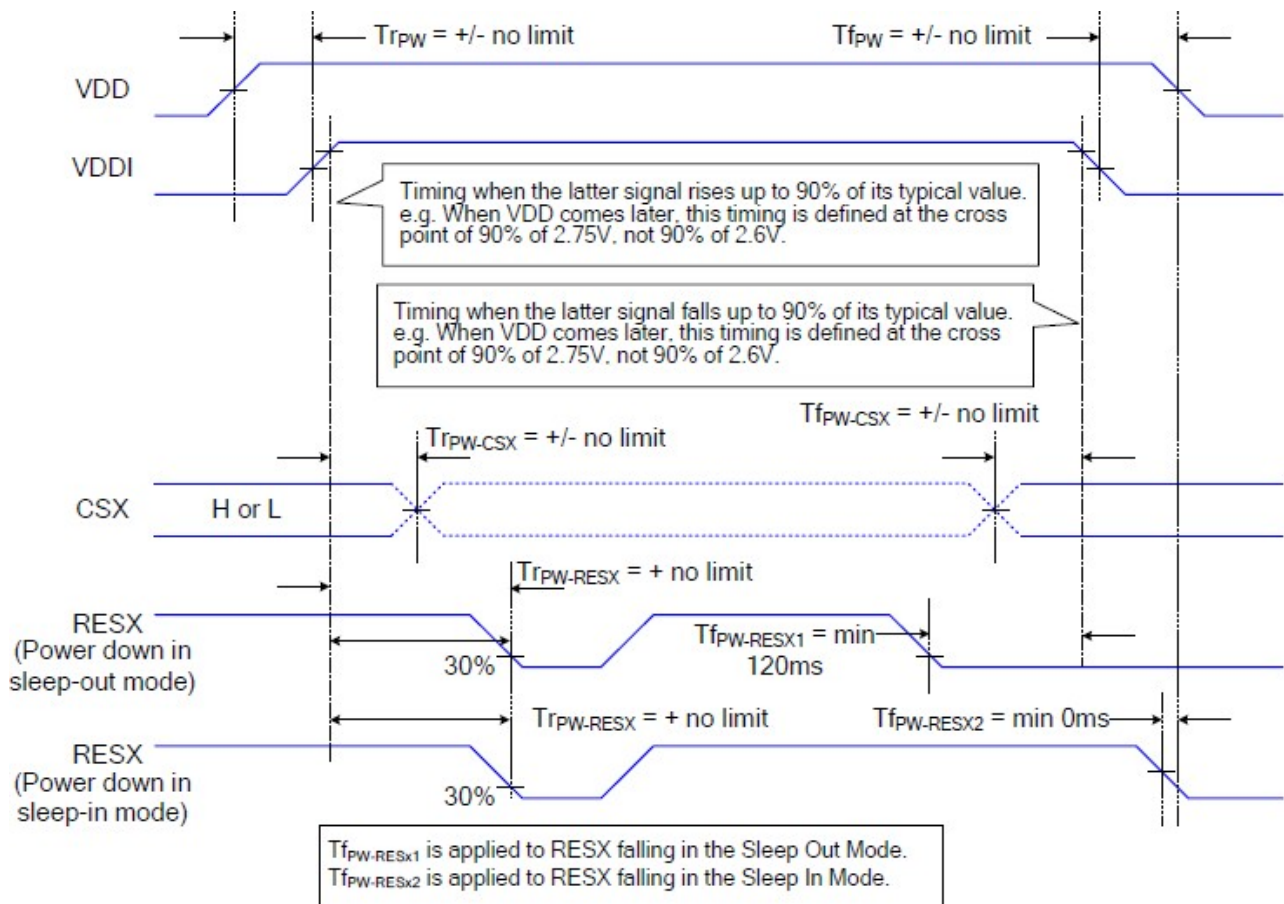 TrPW = +/- no limit
TfPW = +/- no limit
VDD
VDDI
Timing when the latter signal rises up to 90% of its typical value.
e.g. When VDD comes later, this timing is defined at the cross
point of 90% of 2.75V, not 90% of 2.6V.
Timing when the latter signal falls up to 90% of its typical value.
e.g. When VDD comes later, this timing is defined at the cross
point of 90% of 2.75V, not 90% of 2.6V.
TfPW-CSX = +/- no limit
TrPW-CSX = +/- no limit
CSX
H or L
TrPW-RESX = + no limit
RESX
(Power down in
sleep-out mode)
30%
TfPW-RESX1 = min
120ms
TrPW-RESX = + no limit
TfPW-RESX2 = min 0ms
RESX
(Power down in
sleep-in mode)
30%
TfPW-RESx1 is applied to RESX falling in the Sleep Out Mode.
TfPW-RESx2 is applied to RESX falling in the Sleep In Mode.